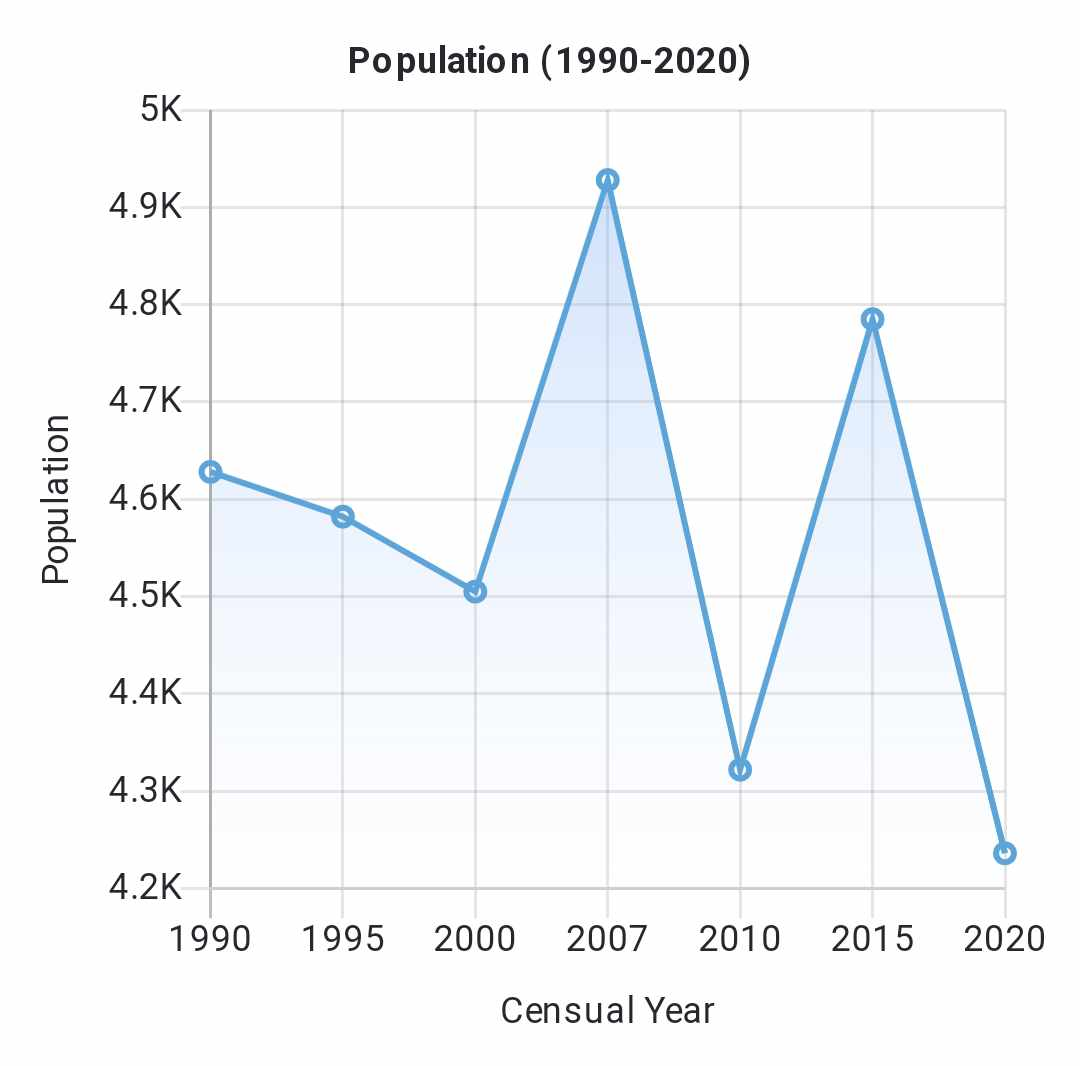 Population (1990-2020)
5K
4.9K
4.8K
4.7K
4.6K
4.5K
4.4K
4.3K
4.2K
Population
1990 1995 2000 2007 2010 2015 2020
Censual Year